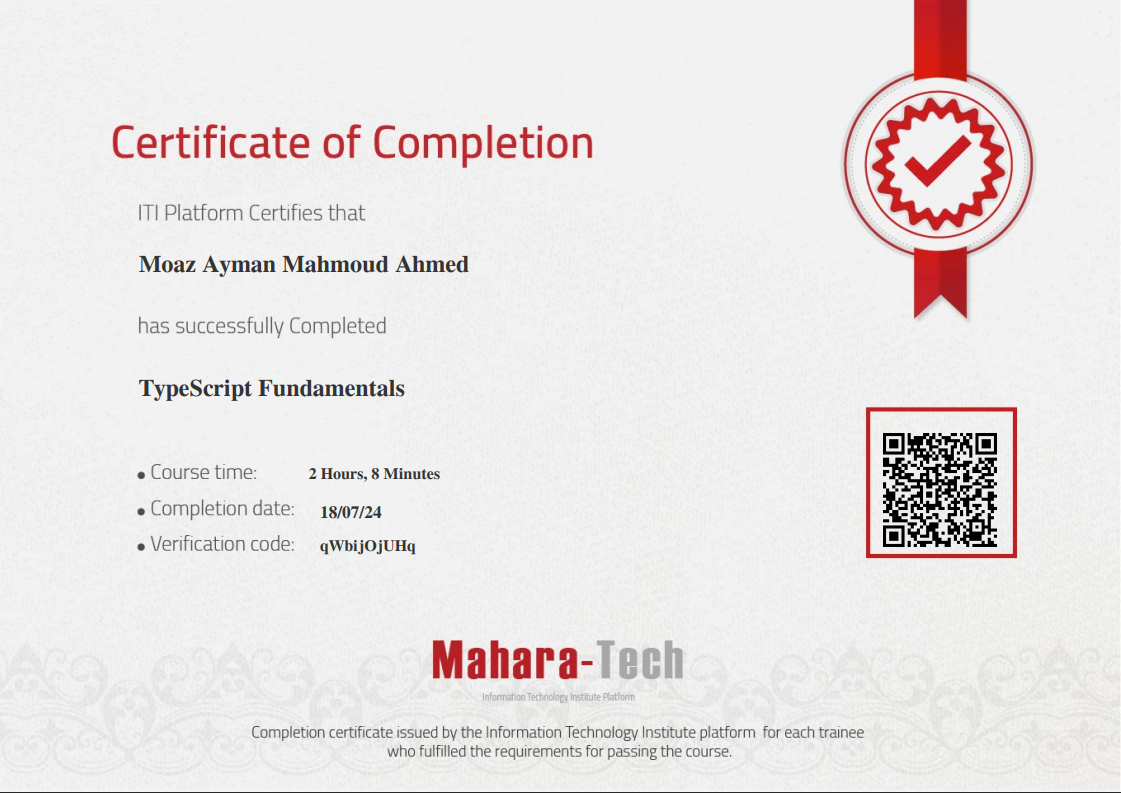 Certificate of Completion
ITI Platform Certifies that
Moaz Ayman Mahmoud Ahmed
has successfully Completed
TypeScript Fundamentals
• Course time: 2 Hours, 8 Minutes
• Completion date: 18/07/24
• Verification code: qWbijOjUHq
Mahara-Tech
Information Technology Institute Platform
Completion certificate issued by the Information Technology Institute platform for each trainee
who fulfilled the requirements for passing the course.